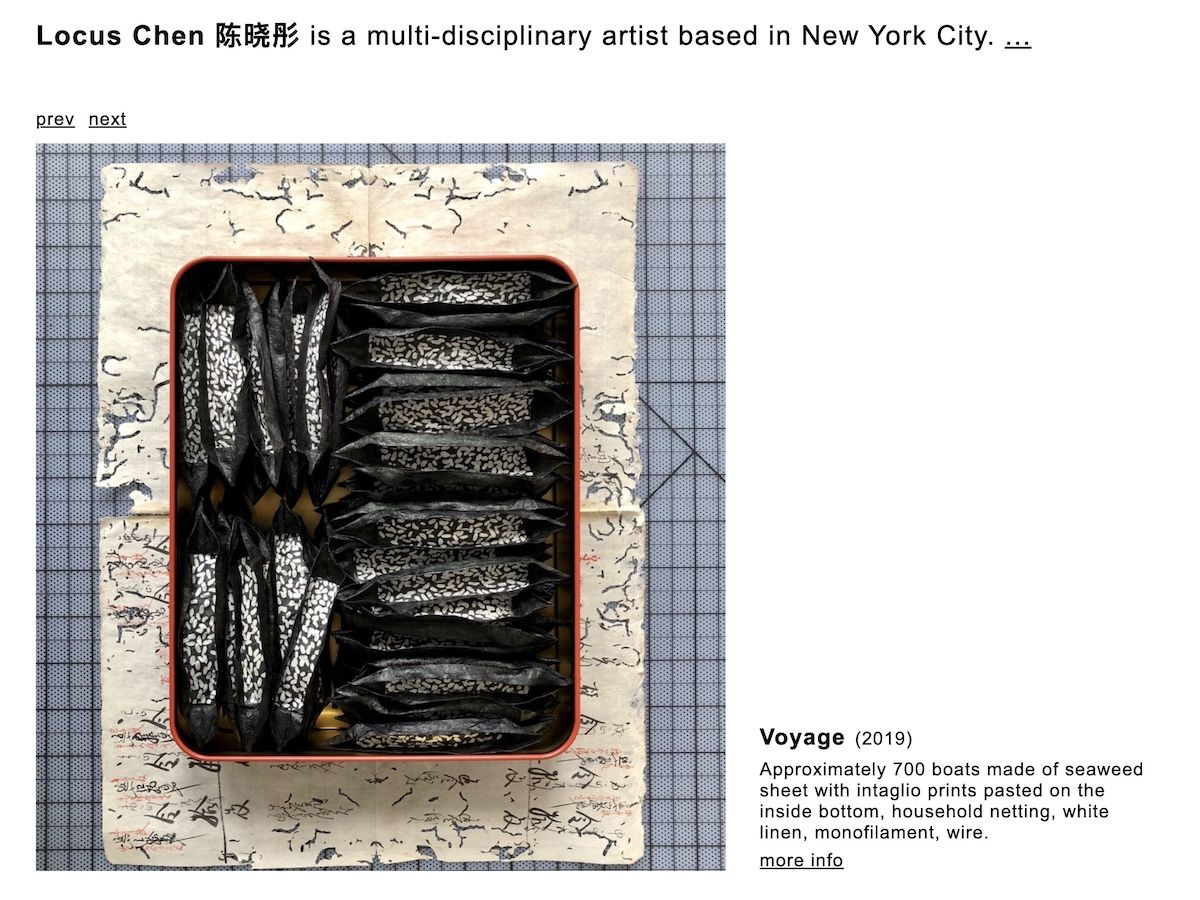 Locus Chen 陈晓彤 is a multi-disciplinary artist based in New York City. ...
prev next
Voyage (2019)
Approximately 700 boats made of seaweed
sheet with intaglio prints pasted on the
inside bottom, household netting, white
linen, monofilament, wire.
more info